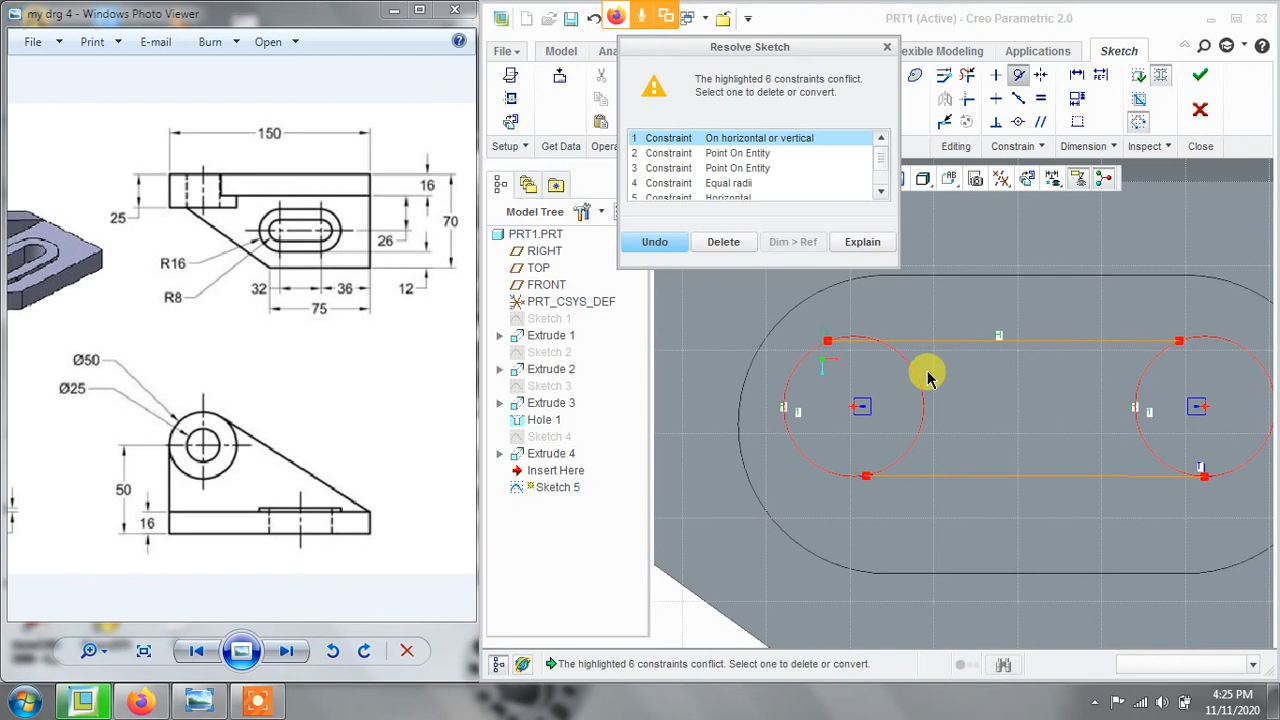 my drg 4 - Windows Photo Viewer
File Print E-mail Burn Open
150
16
25
70
26
R16
R8
32
36
12
75
Ø50
Ø25
50
16
PRT1 (Active) - Creo Parametric 2.0
File Model Ana exible Modeling Applications Sketch
Setup Get Data Opera Editing Constrain Dimension Inspect Close
Resolve Sketch
The highlighted 6 constraints conflict.
Select one to delete or convert.
1 Constraint On horizontal or vertical
2 Constraint Point On Entity
3 Constraint Point On Entity
4 Constraint Equal radii
5 Constraint Horizontal
Undo Delete Dim > Ref Explain
Model Tree
PRT1.PRT
RIGHT
TOP
FRONT
PRT_CSYS_DEF
Sketch 1
Extrude 1
Sketch 2
Extrude 2
Sketch 3
Extrude 3
Hole 1
Sketch 4
Extrude 4
Insert Here
Sketch 5
The highlighted 6 constraints conflict. Select one to delete or convert.
4:25 PM
11/11/2020